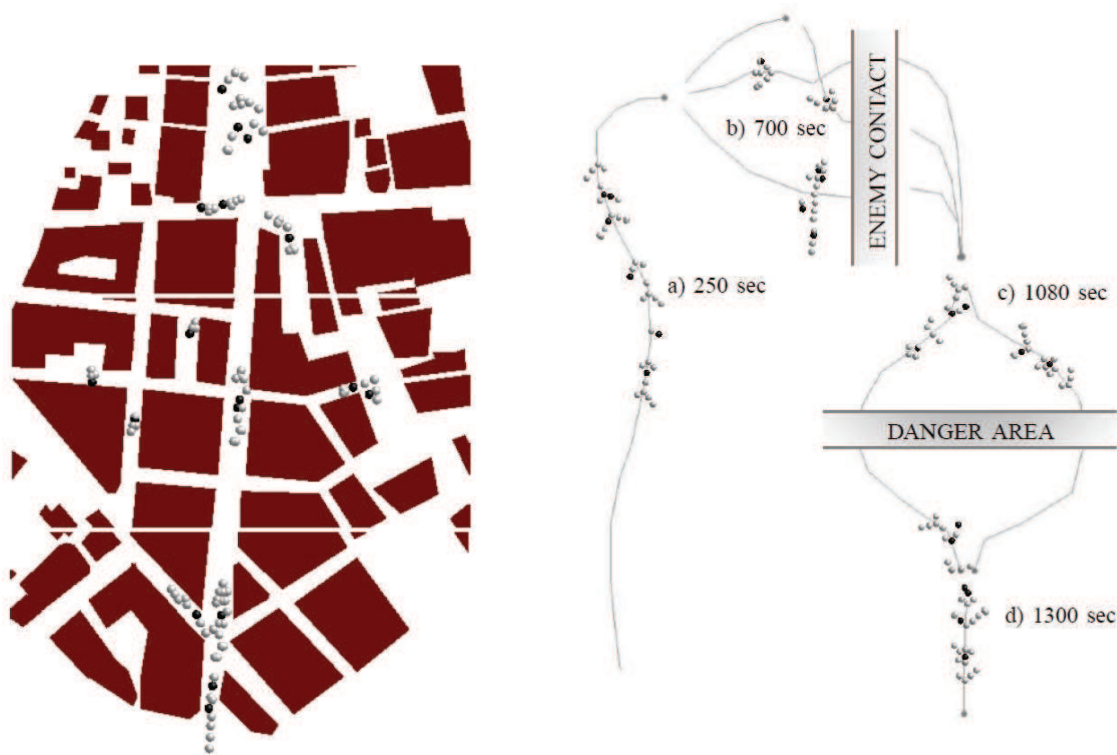 b) 700 sec
ENEMY CONTACT
a) 250 sec
c) 1080 sec
DANGER AREA
d) 1300 sec